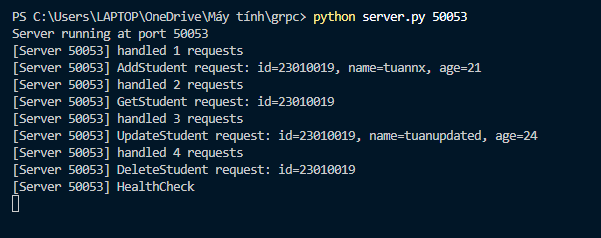 PS C:\Users\LAPTOP\OneDrive\Máy tính\grpc> python server.py 50053
Server running at port 50053
[Server 50053] handled 1 requests
[Server 50053] AddStudent request: id=23010019, name=tuannx, age=21
[Server 50053] handled 2 requests
[Server 50053] GetStudent request: id=23010019
[Server 50053] handled 3 requests
[Server 50053] UpdateStudent request: id=23010019, name=tuanupdated, age=24
[Server 50053] handled 4 requests
[Server 50053] DeleteStudent request: id=23010019
[Server 50053] HealthCheck